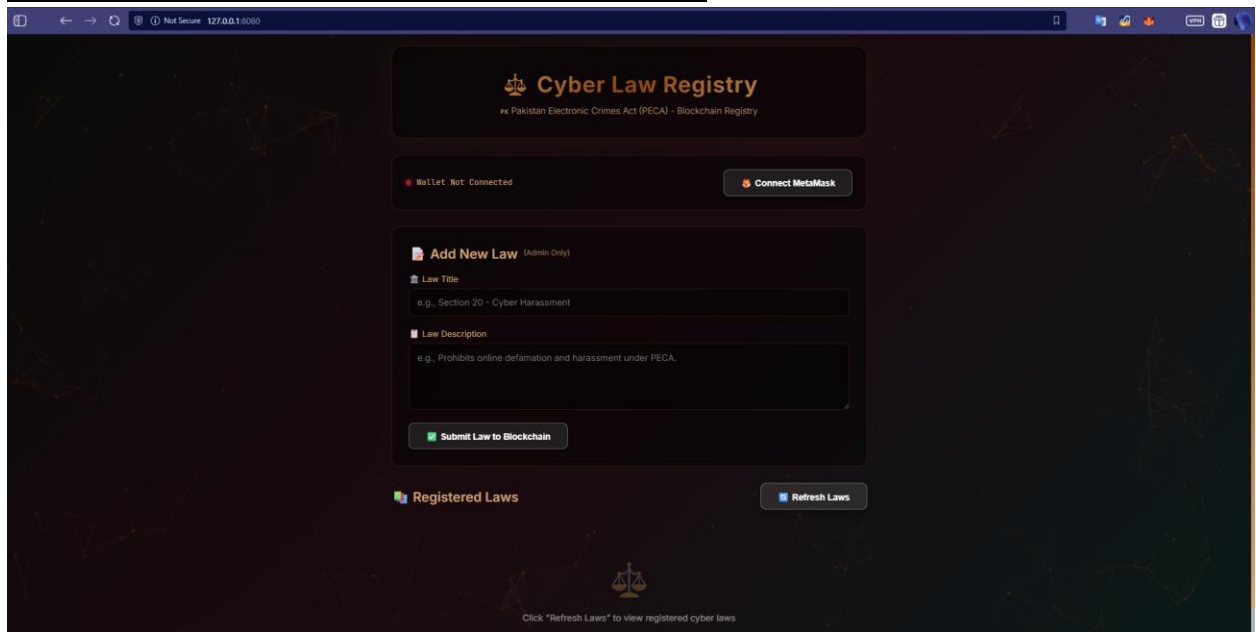 Not Secure 127.0.0.1:8080
VPN
Cyber Law Registry
PK Pakistan Electronic Crimes Act (PECA) - Blockchain Registry
Wallet Not Connected
Connect MetaMask
Add New Law (Admin Only)
Law Title
e.g., Section 20 - Cyber Harassment
Law Description
e.g., Prohibits online defamation and harassment under PECA.
Submit Law to Blockchain
Registered Laws
Refresh Laws
Click "Refresh Laws" to view registered cyber laws